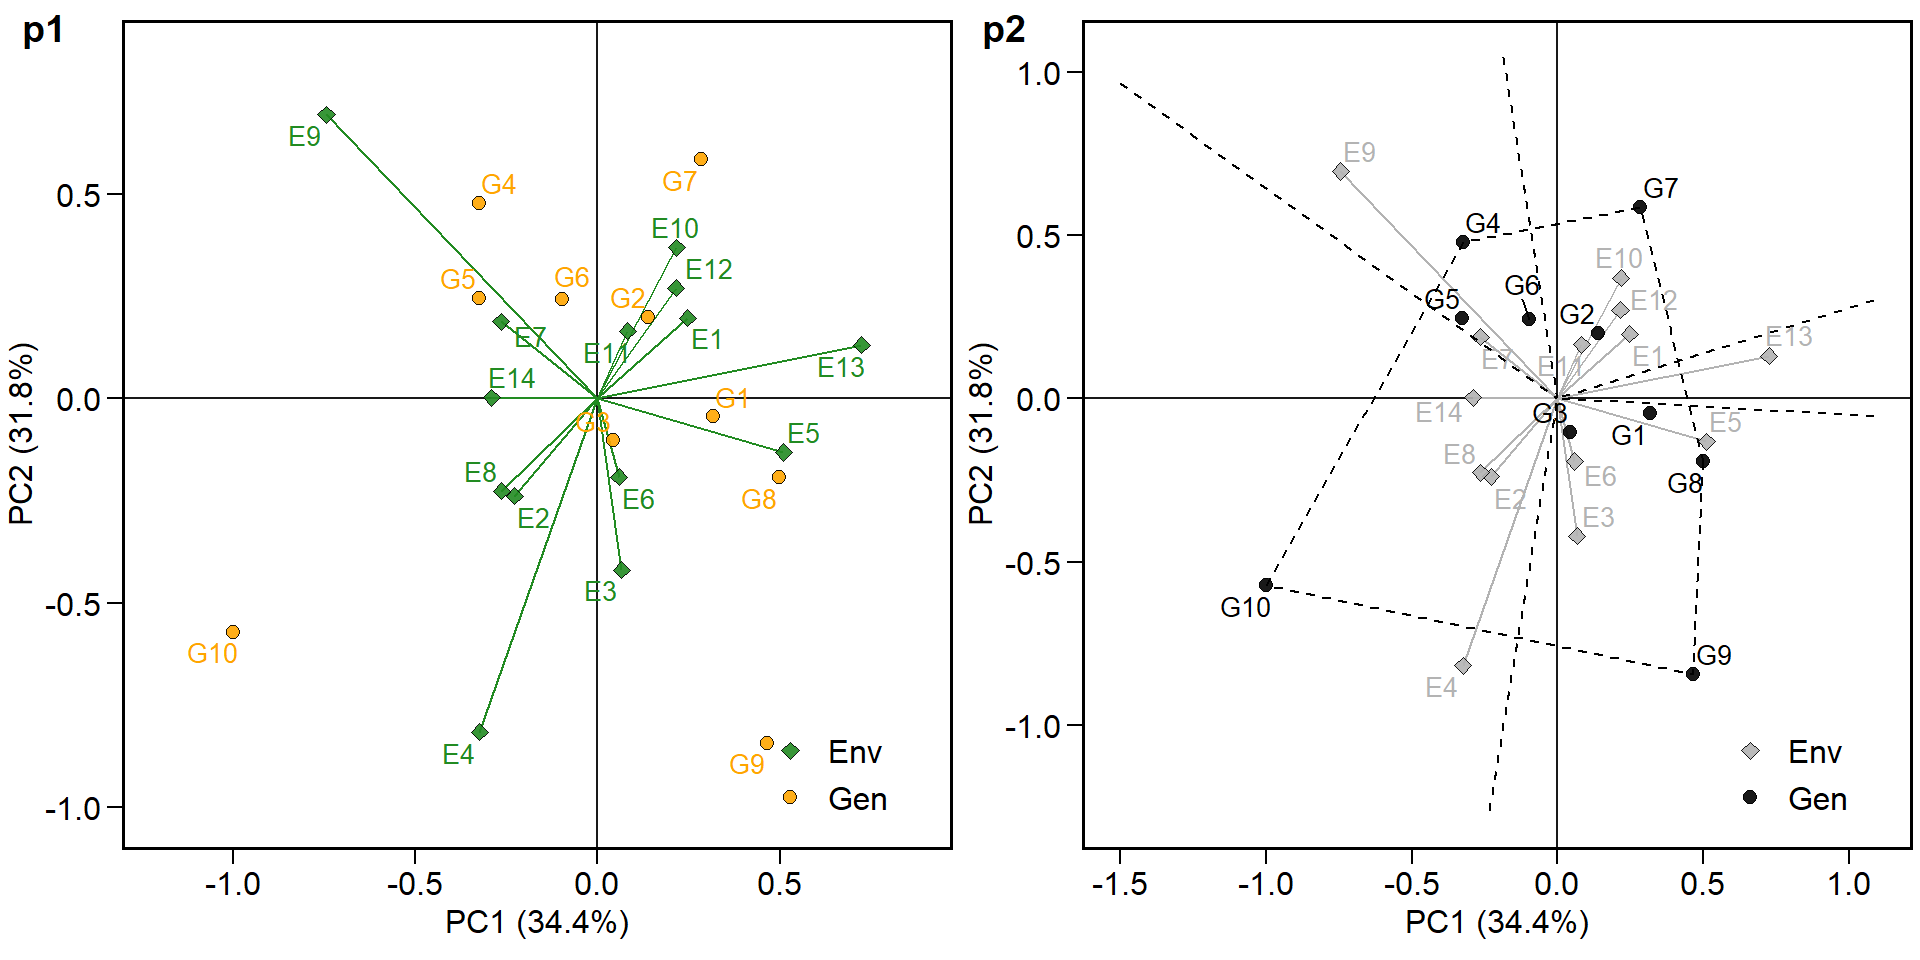 p1
E9
G4
G7
E10
G5
G6
E12
G2
E7
E11
E1
E13
E14
G1
G3
E5
E8
E6
G8
E2
E3
G10
E4
G9
Env
Gen
0.5
0.0
-0.5
-1.0
PC2 (31.8%)
-1.0
-0.5
0.0
0.5
PC1 (34.4%)
p2
E9
G7
G4
E10
G6
G5
E12
G2
E13
E7
E11
E1
E14
G3
E5
G1
E8
E6
G8
E2
E3
G10
G9
E4
Env
Gen
1.0
0.5
0.0
-0.5
-1.0
PC2 (31.8%)
-1.5
-1.0
-0.5
0.0
0.5
1.0
PC1 (34.4%)